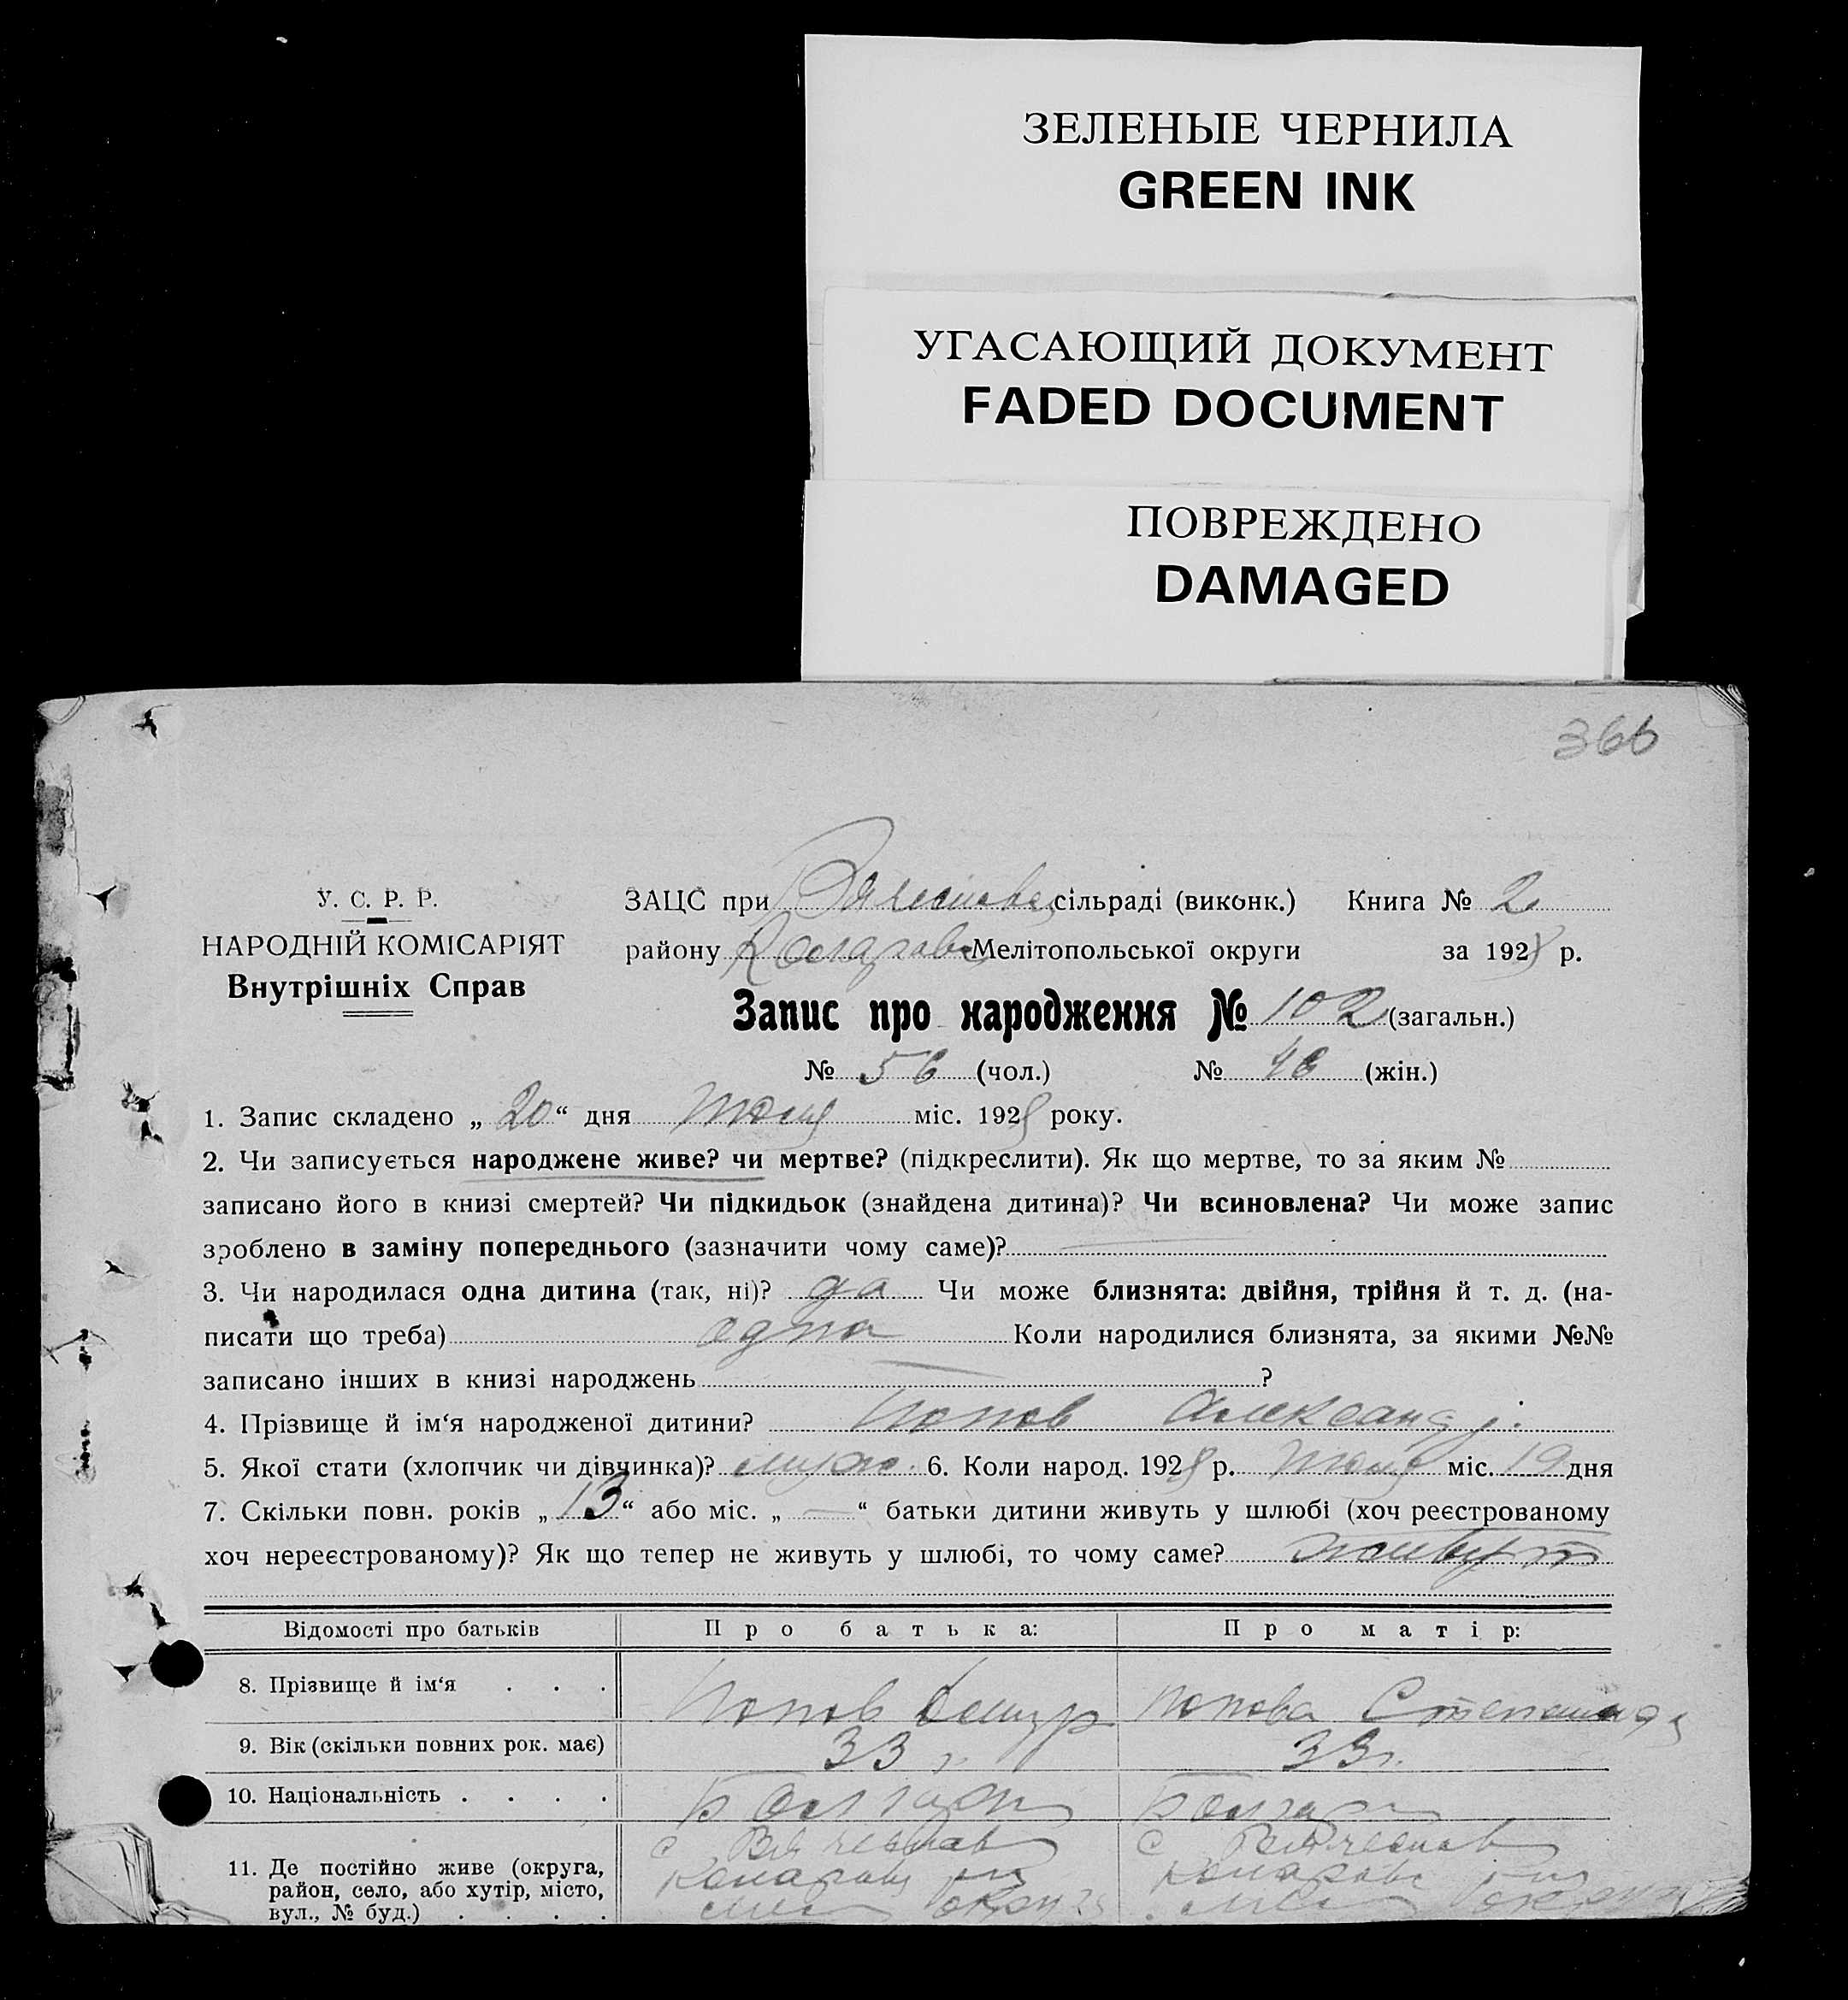 ЗЕЛЕНЫЕ ЧЕРНИЛА
GREEN INK
УГАСАЮЩИЙ ДОКУМЕНТ
FADED DOCUMENT
ПОВРЕЖДЕНО
DAMAGED
366
У. С. Р. Р.
НАРОДНІЙ КОМІСАРІЯТ
Внутрішніх Справ
ЗАЦС при сільраді (виконк.) Книга № 2
району Мелітопольської округи за 192 р.
Запис про народження № 102 (загальн.)
№ 56 (чол.) № 46 (жін.)
1. Запис складено „ 20 “ дня міс. 192 року.
2. Чи записується народжене живе? чи мертве? (підкреслити). Як що мертве, то за яким №
записано його в книзі смертей? Чи підкидьок (знайдена дитина)? Чи всиновлена? Чи може запис
зроблено в заміну попереднього (зазначити чому саме)?
3. Чи народилася одна дитина (так, ні)? да Чи може близнята: двійня, трійня й т. д. (на-
писати що треба) одна Коли народилися близнята, за якими №№
записано інших в книзі народжень ?
4. Прізвище й ім‘я народженої дитини? Попов Александр
5. Якої стати (хлопчик чи дівчинка)? 6. Коли народ. 192 р. міс. 19 дня
7. Скільки повн. років „ 13 “ або міс. „ — “ батьки дитини живуть у шлюбі (хоч реєстрованому
хоч нереєстрованому)? Як що тепер не живуть у шлюбі, то чому саме? живут
Відомості про батьків Про батька: Про матір:
8. Прізвище й ім‘я . . . Попов Попова Степанида
9. Вік (скільки повних рок. має) 33 г. 33 г.
10. Національність . . . . Болгар
11. Де постійно живе (округа,
район, село, або хутір, місто,
вул., № буд.) . . . .